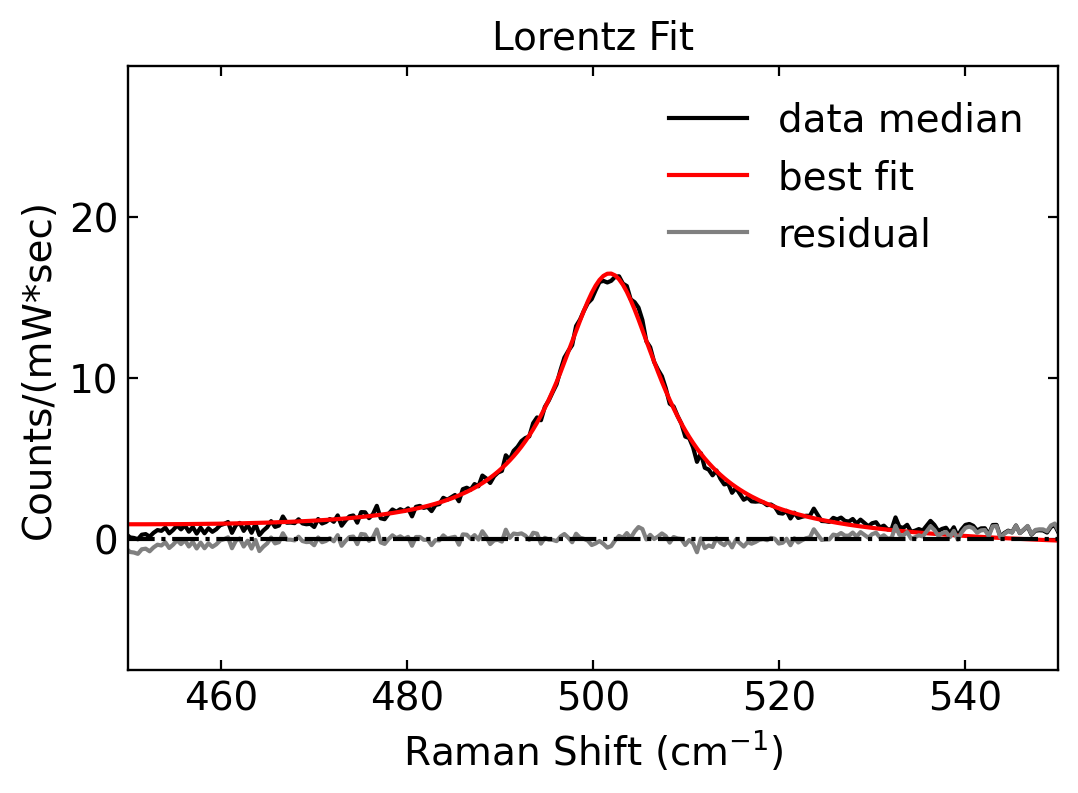 Lorentz Fit
data median
best fit
residual
20
10
0
Counts/(mW*sec)
460 480 500 520 540
Raman Shift (cm⁻¹)